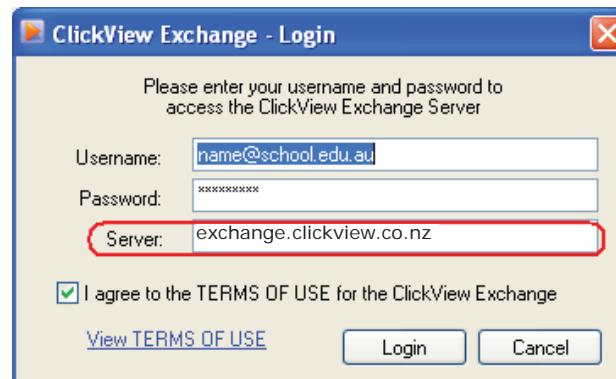 ClickView Exchange - Login
Please enter your username and password to
access the ClickView Exchange Server
Username: name@school.edu.au
Password: *********
Server: exchange.clickview.co.nz
I agree to the TERMS OF USE for the ClickView Exchange
View TERMS OF USE Login Cancel